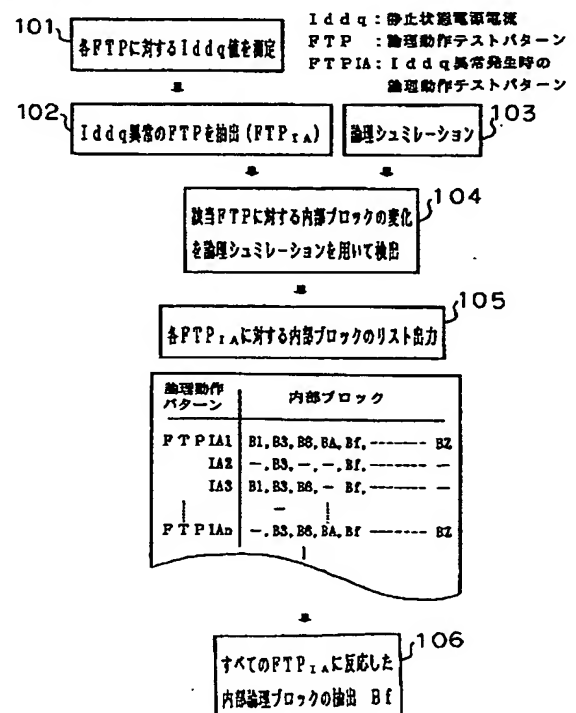 Iddq:静止状態電源電流
FTP :論理動作テストパターン
FTPIA:Iddq異常発生時の
論理動作テストパターン
101
各FTPに対するIddq値を測定
102
Iddq異常のFTPを抽出(FTP_IA)
103
論理シュミレーション
104
該当FTPに対する内部ブロックの変化
を論理シュミレーションを用いて検出
105
各FTP_IAに対する内部ブロックのリスト出力
論理動作
パターン
内部ブロック
FTPIA1 B1,B3,B6,BA,Bf,------- BZ
IA2 -,B3,-,-,Bf,------- -
IA3 B1,B3,B6,- Bf,------- -
FTPIAn -,B3,B6,BA,Bf ------- BZ
106
すべてのFTP_IAに反応した
内部論理ブロックの抽出 Bf